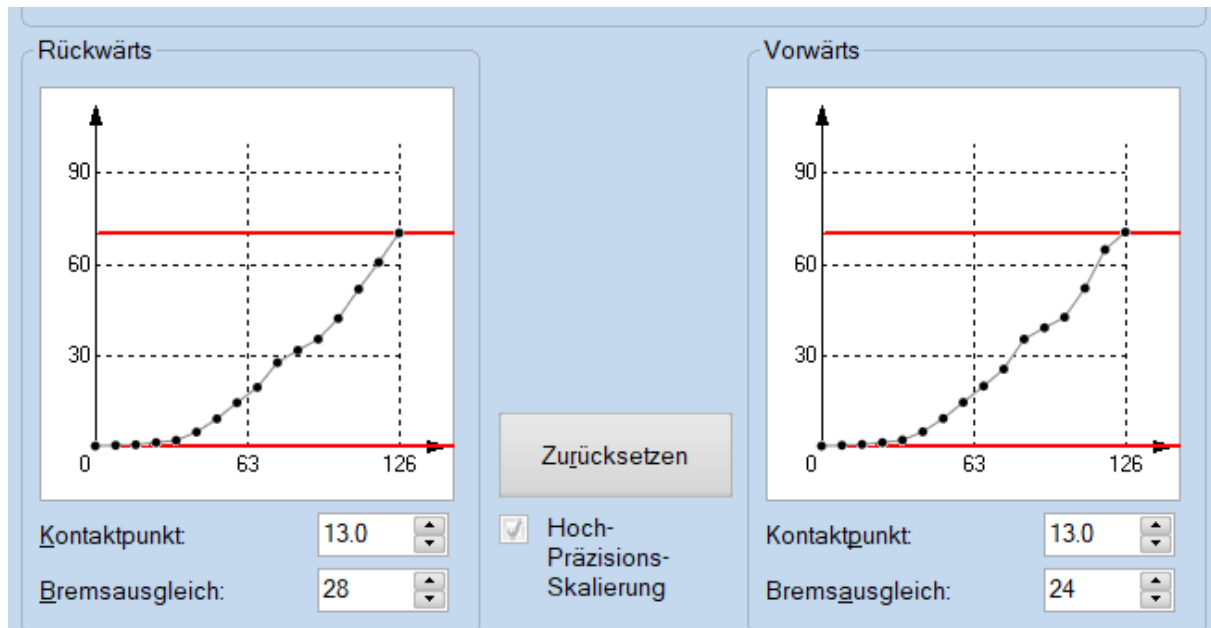 Rückwärts
90
60
30
0
63
126
Kontaktpunkt:
13.0
Bremsausgleich:
28
Zurücksetzen
Hoch-
Präzisions-
Skalierung
Vorwärts
90
60
30
0
63
126
Kontaktpunkt:
13.0
Bremsausgleich:
24